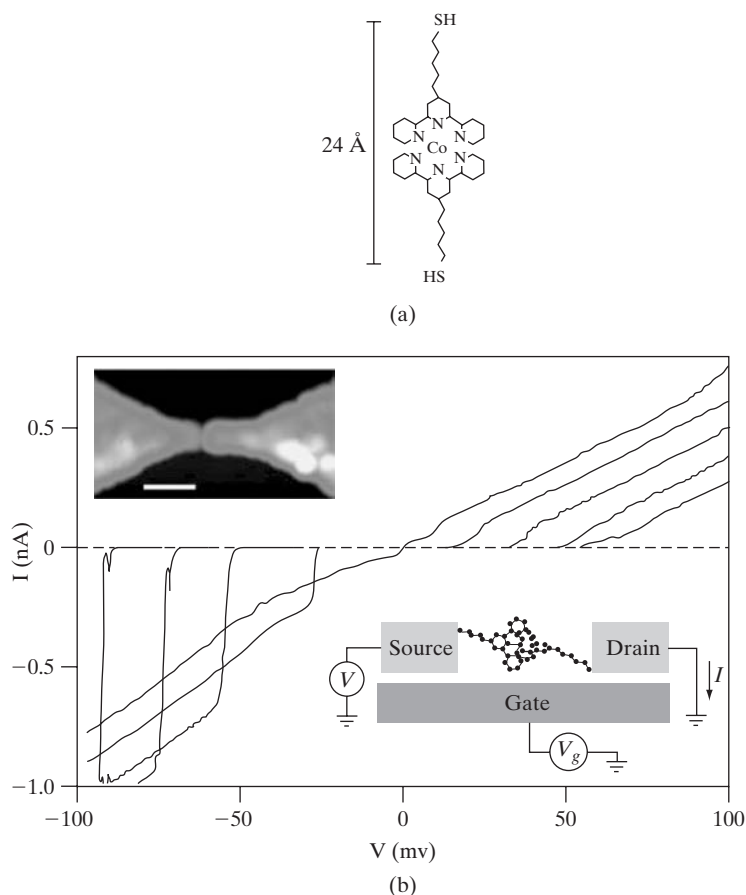 SH
24 Å
N
N N
Co
N N
N
HS
(a)
I (nA)
0.5
0
−0.5
−1.0
Source
Drain
V
I
Gate
Vg
−100
−50
0
50
100
V (mv)
(b)